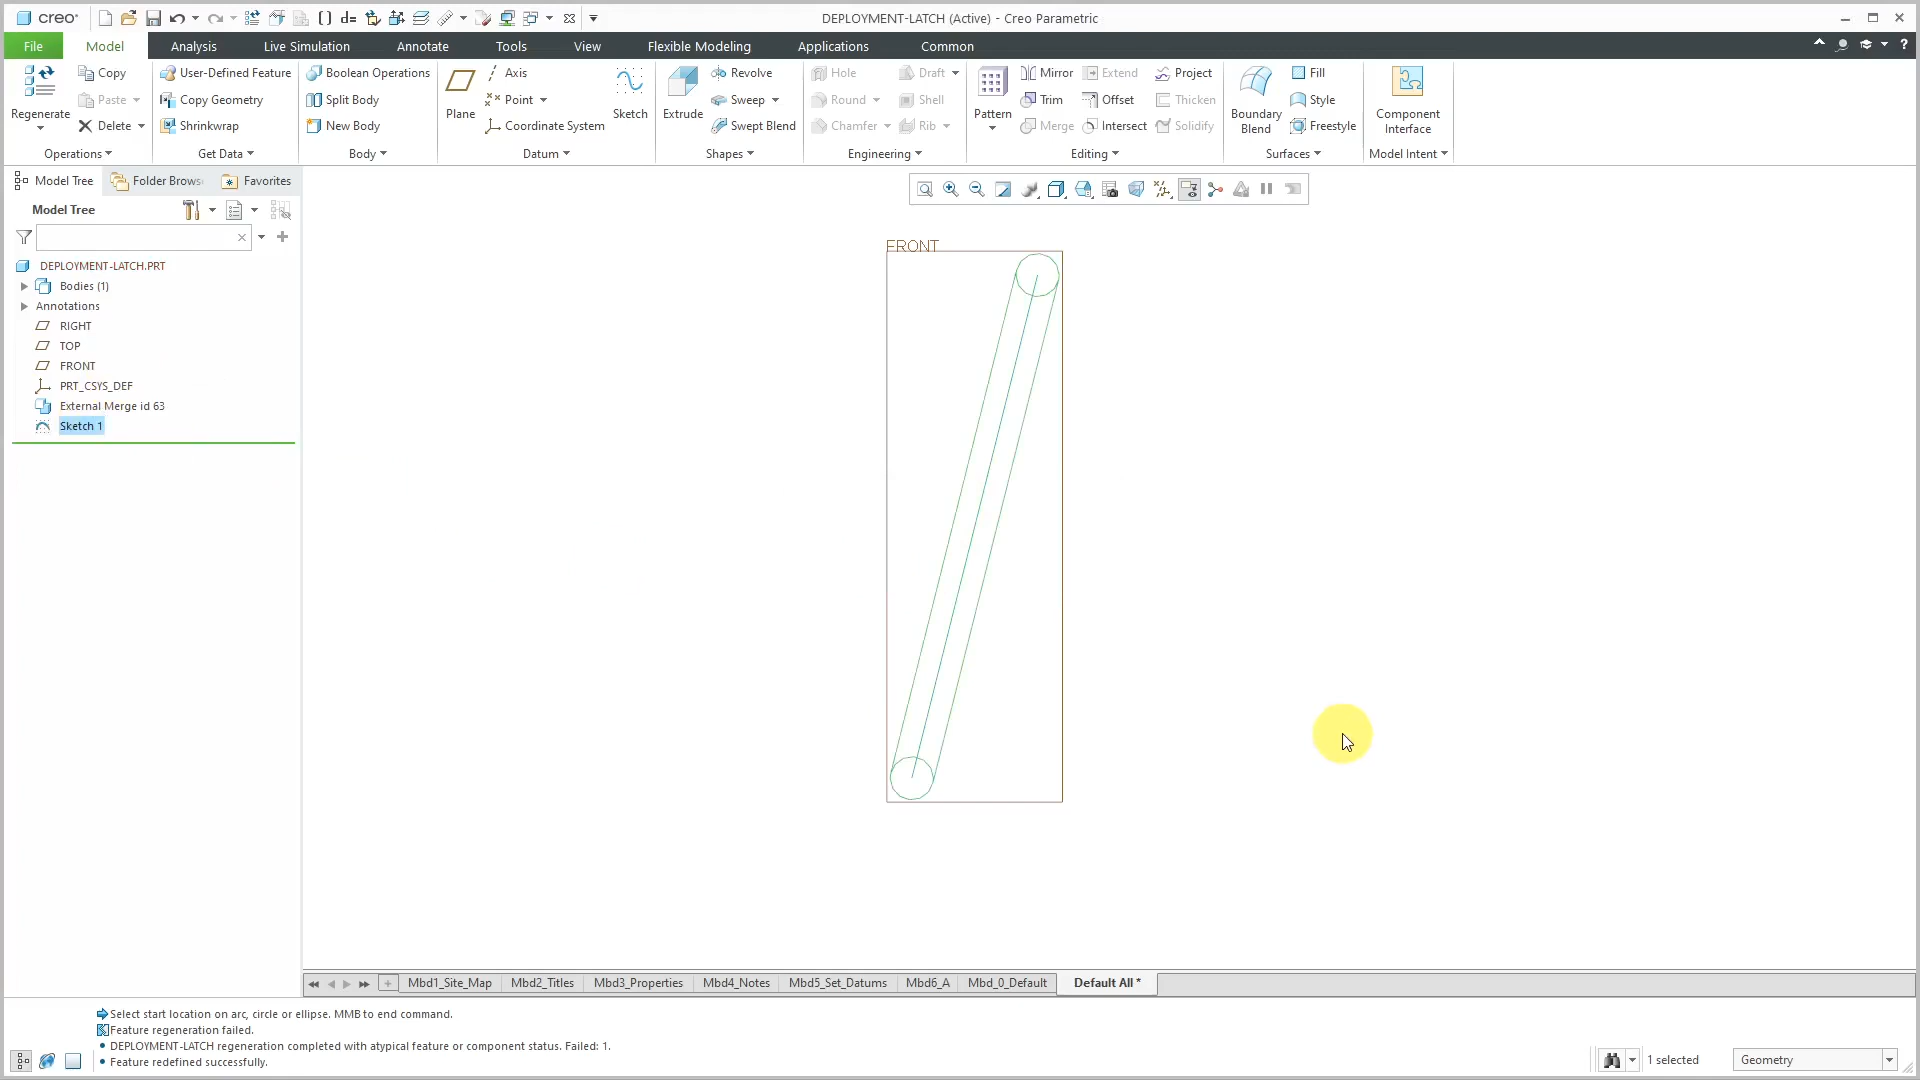 creo
DEPLOYMENT-LATCH (Active) - Creo Parametric
File Model Analysis Live Simulation Annotate Tools View Flexible Modeling Applications Common
Regenerate Copy Paste Delete
Operations
User-Defined Feature
Copy Geometry
Shrinkwrap
Get Data
Boolean Operations
Split Body
New Body
Body
Plane Axis
Point
Coordinate System
Sketch
Datum
Extrude Revolve
Sweep
Swept Blend
Shapes
Hole Draft
Round Shell
Chamfer Rib
Engineering
Pattern Mirror Extend Project
Trim Offset Thicken
Merge Intersect Solidify
Editing
Boundary
Blend
Fill
Style
Freestyle
Surfaces
Component
Interface
Model Intent
Model Tree Folder Brows Favorites
Model Tree
DEPLOYMENT-LATCH.PRT
Bodies (1)
Annotations
RIGHT
TOP
FRONT
PRT_CSYS_DEF
External Merge id 63
Sketch 1
FRONT
Mbd1_Site_Map Mbd2_Titles Mbd3_Properties Mbd4_Notes Mbd5_Set_Datums Mbd6_A Mbd_0_Default Default All *
Select start location on arc, circle or ellipse. MMB to end command.
Feature regeneration failed.
• DEPLOYMENT-LATCH regeneration completed with atypical feature or component status. Failed: 1.
• Feature redefined successfully.
1 selected
Geometry